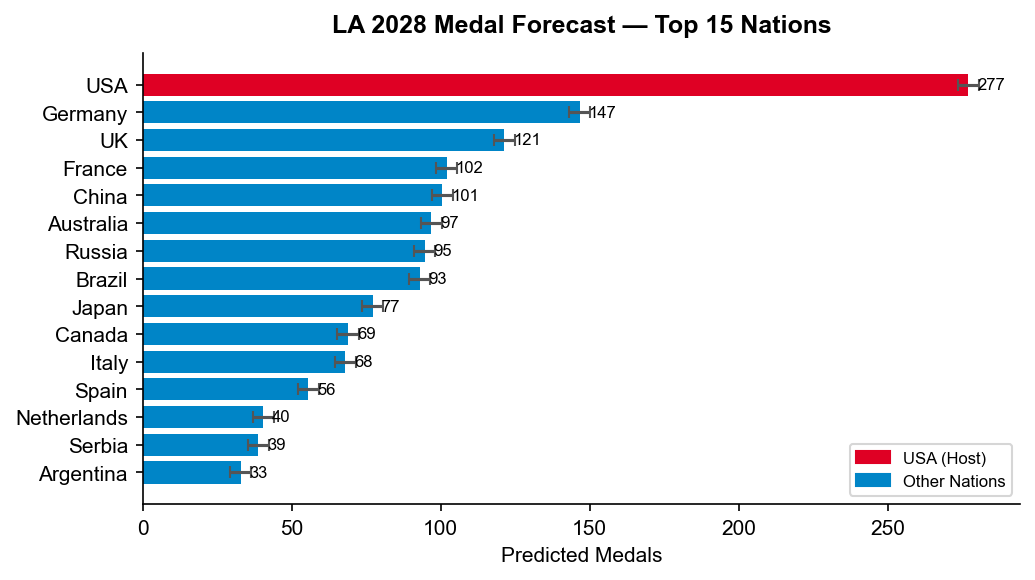 LA 2028 Medal Forecast — Top 15 Nations
USA 277
Germany 147
UK 121
France 102
China 101
Australia 97
Russia 95
Brazil 93
Japan 77
Canada 69
Italy 68
Spain 56
Netherlands 40
Serbia 39
Argentina 33
USA (Host)
Other Nations
0 50 100 150 200 250
Predicted Medals